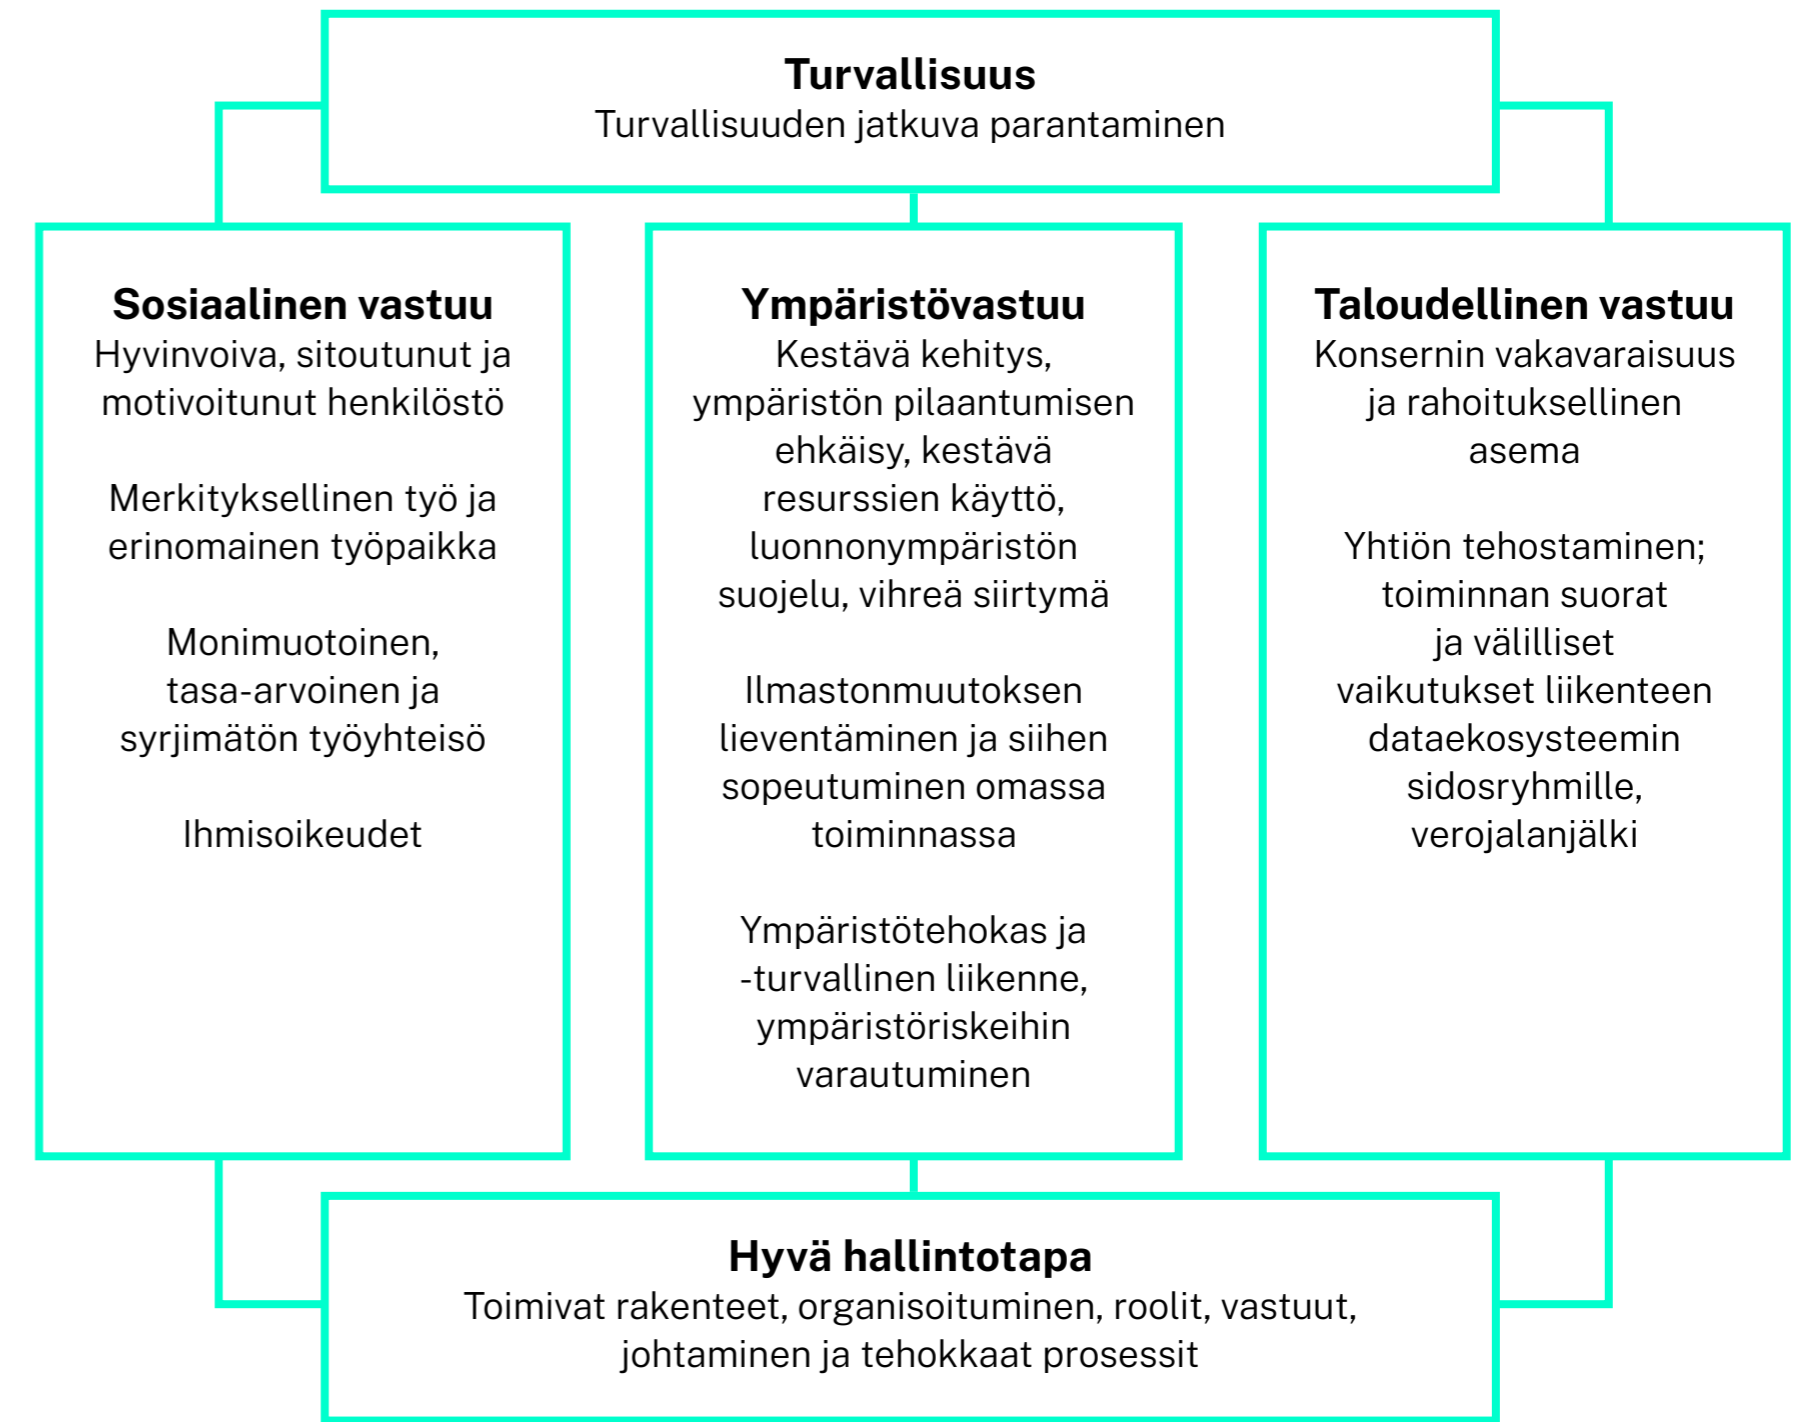 Turvallisuus
Turvallisuuden jatkuva parantaminen
Sosiaalinen vastuu
Hyvinvoiva, sitoutunut ja
motivoitunut henkilöstö
Merkityksellinen työ ja
erinomainen työpaikka
Monimuotoinen,
tasa-arvoinen ja
syrjimätön työyhteisö
Ihmisoikeudet
Ympäristövastuu
Kestävä kehitys,
ympäristön pilaantumisen
ehkäisy, kestävä
resurssien käyttö,
luonnonympäristön
suojelu, vihreä siirtymä
Ilmastonmuutoksen
lieventäminen ja siihen
sopeutuminen omassa
toiminnassa
Ympäristötehokas ja
-turvallinen liikenne,
ympäristöriskeihin
varautuminen
Taloudellinen vastuu
Konsernin vakavaraisuus
ja rahoituksellinen
asema
Yhtiön tehostaminen;
toiminnan suorat
ja välilliset
vaikutukset liikenteen
dataekosysteemin
sidosryhmille,
verojalanjälki
Hyvä hallintotapa
Toimivat rakenteet, organisoituminen, roolit, vastuut,
johtaminen ja tehokkaat prosessit